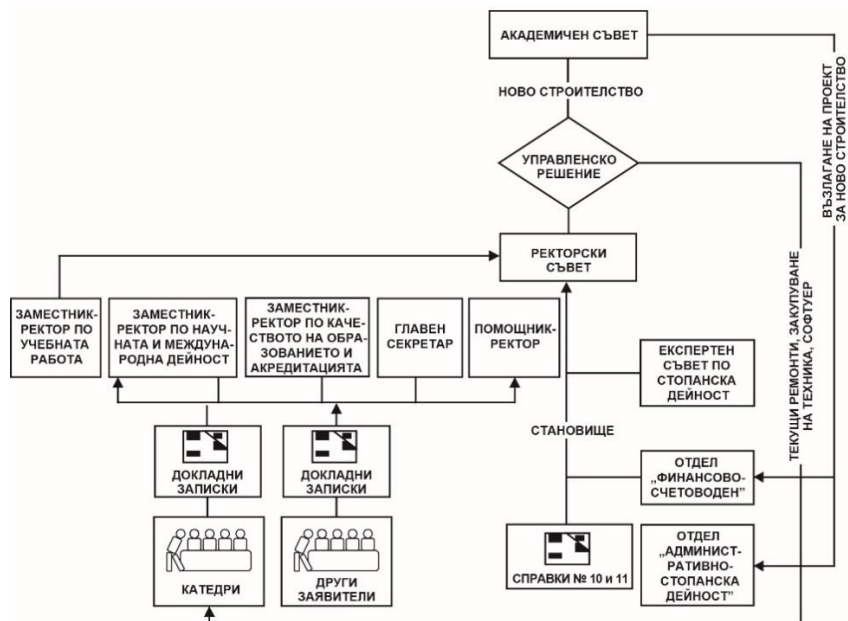 АКАДЕМИЧЕН СЪВЕТ
НОВО СТРОИТЕЛСТВО
УПРАВЛЕНСКО
РЕШЕНИЕ
ВЪЗЛАГАНЕ НА ПРОЕКТ
ЗА НОВО СТРОИТЕЛСТВО
РЕКТОРСКИ
СЪВЕТ
ЗАМЕСТНИК-
РЕКТОР ПО
УЧЕБНАТА
РАБОТА
ЗАМЕСТНИК-
РЕКТОР ПО НАУЧ-
НАТА И МЕЖДУНА-
РОДНА ДЕЙНОСТ
ЗАМЕСТНИК-
РЕКТОР ПО КАЧЕ-
СТВОТО НА ОБРА-
ЗОВАНИЕТО И
АКРЕДИТАЦИЯТА
ГЛАВЕН
СЕКРЕТАР
ПОМОЩНИК-
РЕКТОР
ЕКСПЕРТЕН
СЪВЕТ ПО
СТОПАНСКА
ДЕЙНОСТ
ТЕКУЩИ РЕМОНТИ, ЗАКУПУВАНЕ
НА ТЕХНИКА, СОФТУЕР
СТАНОВИЩЕ
ДОКЛАДНИ
ЗАПИСКИ
ДОКЛАДНИ
ЗАПИСКИ
ОТДЕЛ
„ФИНАНСОВО-
СЧЕТОВОДЕН”
КАТЕДРИ
ДРУГИ
ЗАЯВИТЕЛИ
СПРАВКИ № 10 и 11
ОТДЕЛ
„АДМИНИСТ-
РАТИВНО-
СТОПАНСКА
ДЕЙНОСТ”